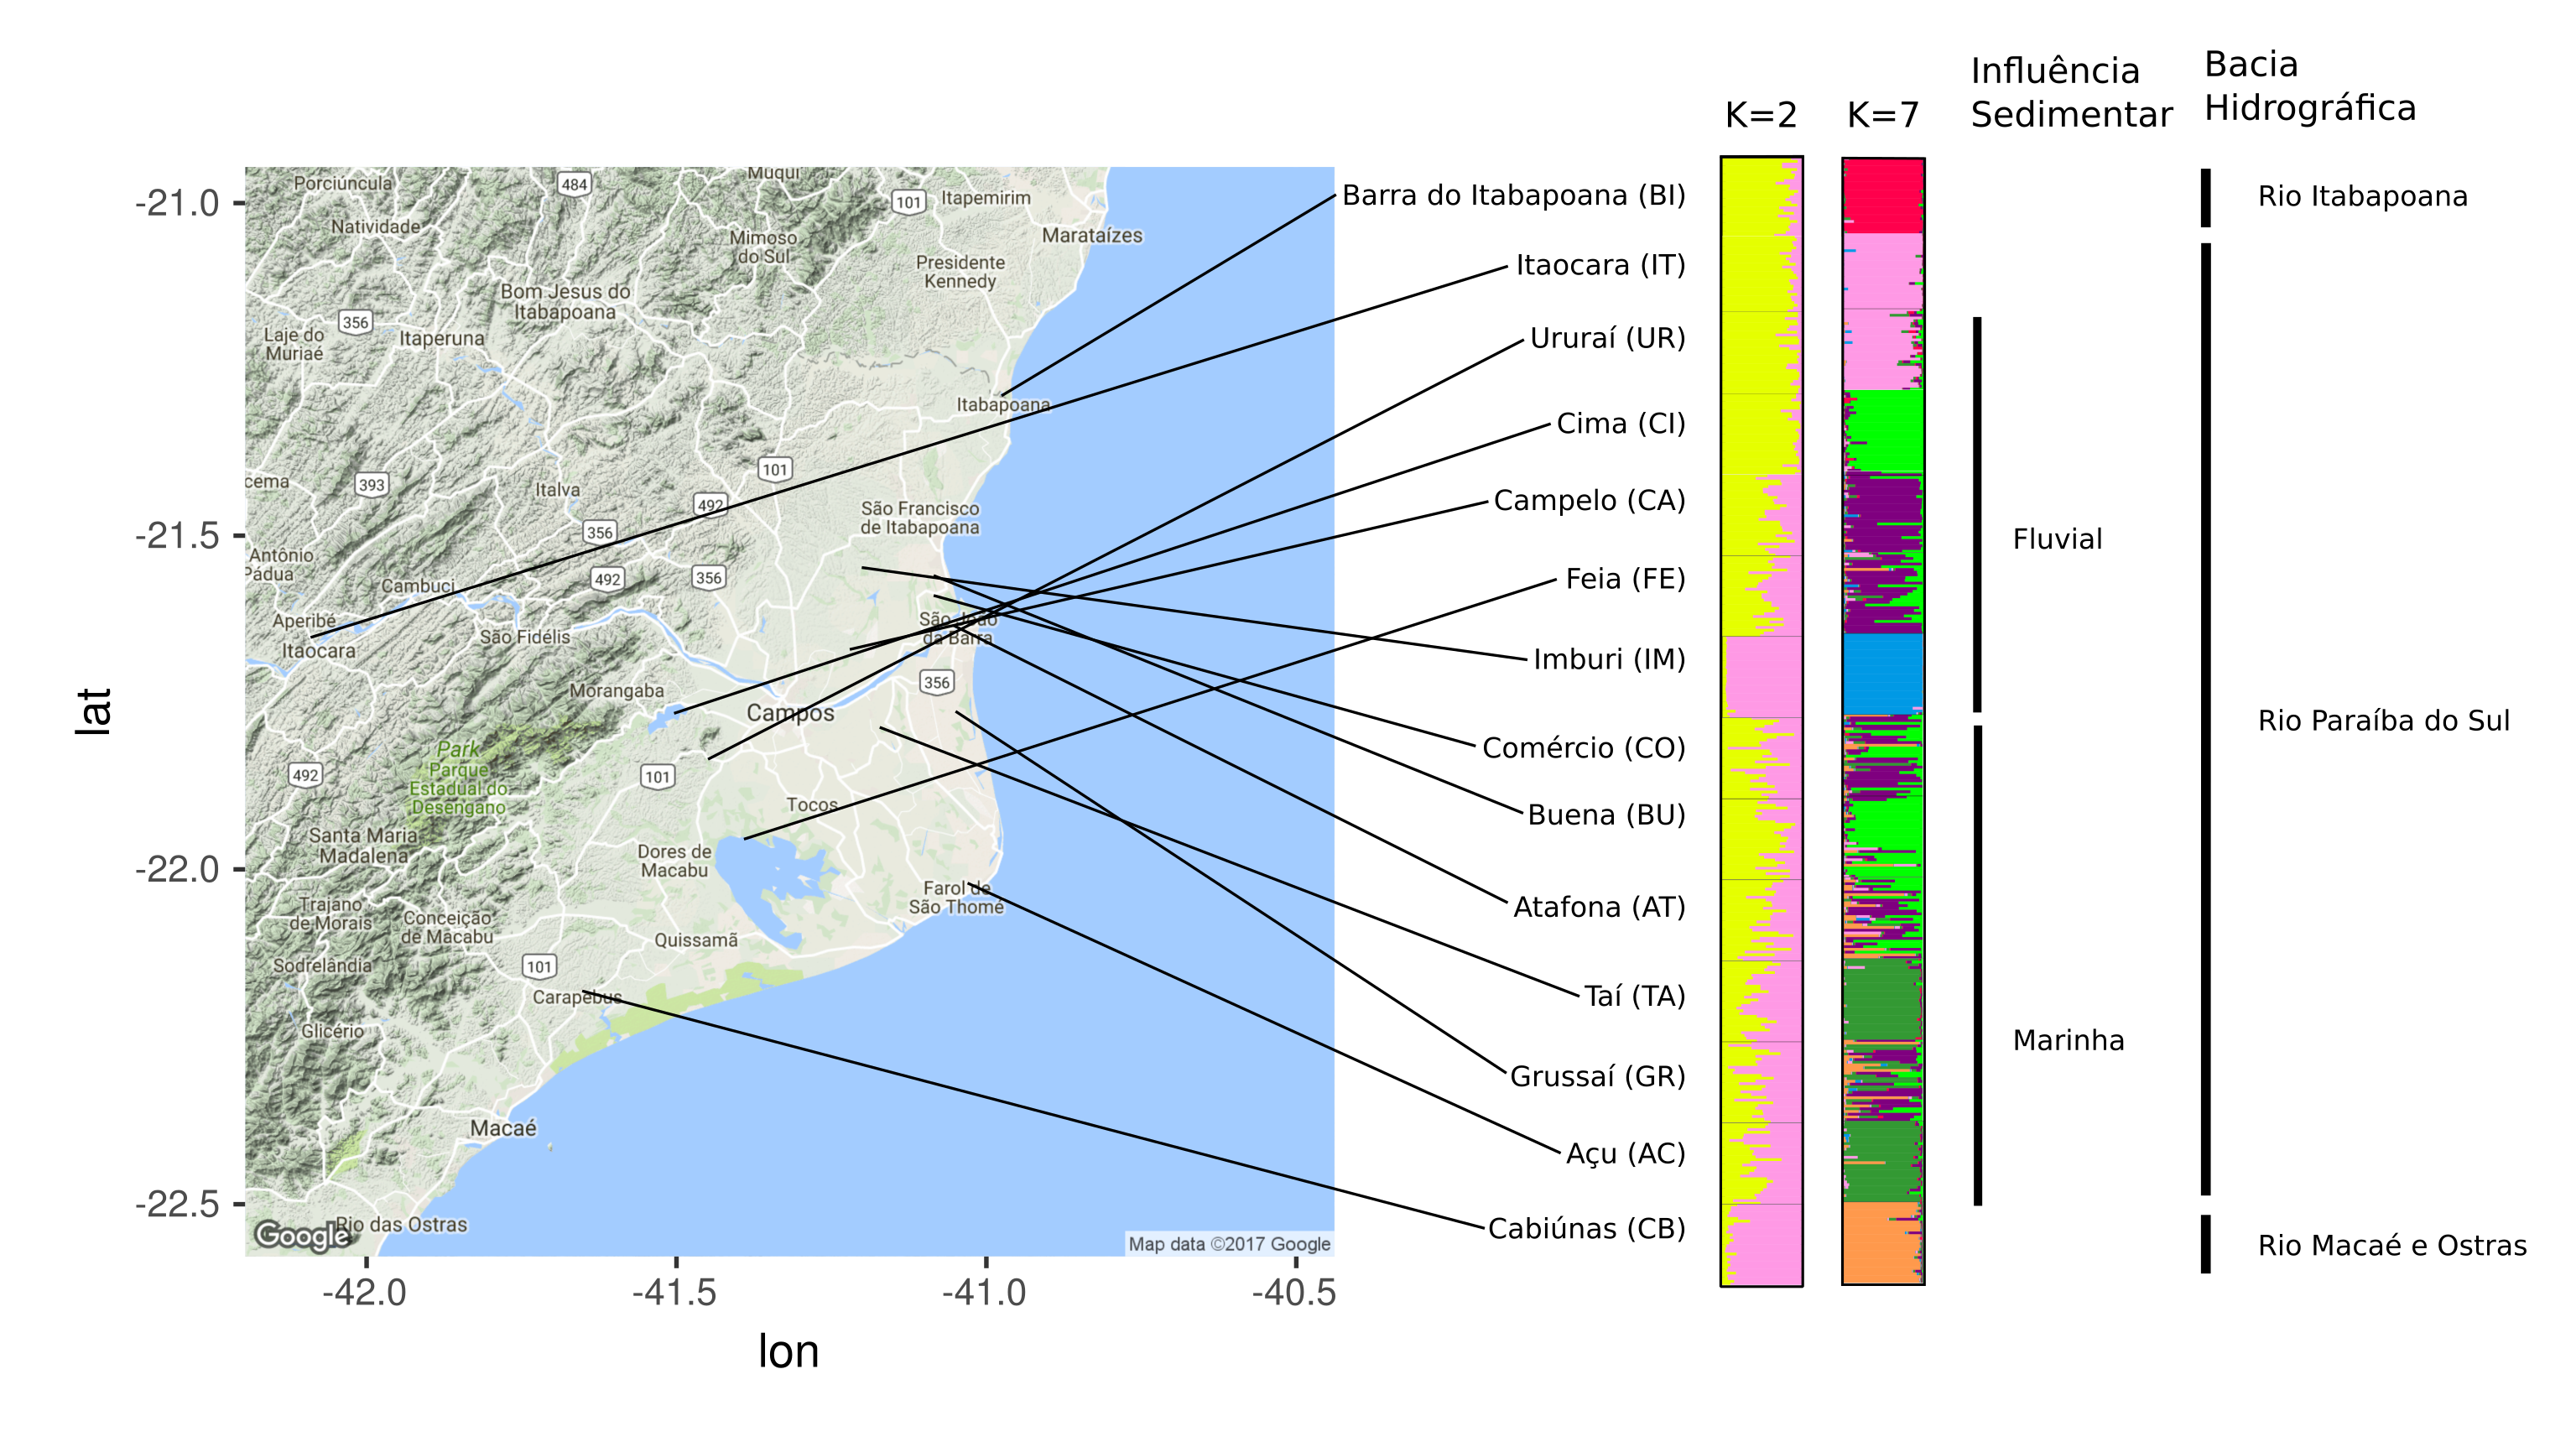 Influência
Sedimentar
Bacia
Hidrográfica
K=2
K=7
lat
-21.0
-21.5
-22.0
-22.5
Porciúncula
484
Muqui
101
Itapemirim
Natividade
Mimoso
do Sul
Marataízes
Presidente
Kennedy
Bom Jesus do
Itabapoana
356
Laje do
Muriaé
Itaperuna
Itabapoana
101
cema
393
Italva
492
São Francisco
de Itabapoana
356
Antônio
Pádua
492
356
Cambuci
Aperibé
São Fidélis
São João
da Barra
Itaocara
Morangaba
356
Campos
Park
Parque
Estadual do
Desengano
492
101
Tocos
Santa Maria
Madalena
Dores de
Macabu
Farol de
São Thomé
Trajano
de Morais
Conceição
de Macabu
Quissamã
Sodrelândia
101
Carapebus
Glicério
Macaé
Rio das Ostras
Google
Map data ©2017 Google
-42.0
-41.5
-41.0
-40.5
lon
Barra do Itabapoana (BI)
Itaocara (IT)
Ururaí (UR)
Cima (CI)
Campelo (CA)
Feia (FE)
Imburi (IM)
Comércio (CO)
Buena (BU)
Atafona (AT)
Taí (TA)
Grussaí (GR)
Açu (AC)
Cabiúnas (CB)
Fluvial
Marinha
Rio Itabapoana
Rio Paraíba do Sul
Rio Macaé e Ostras